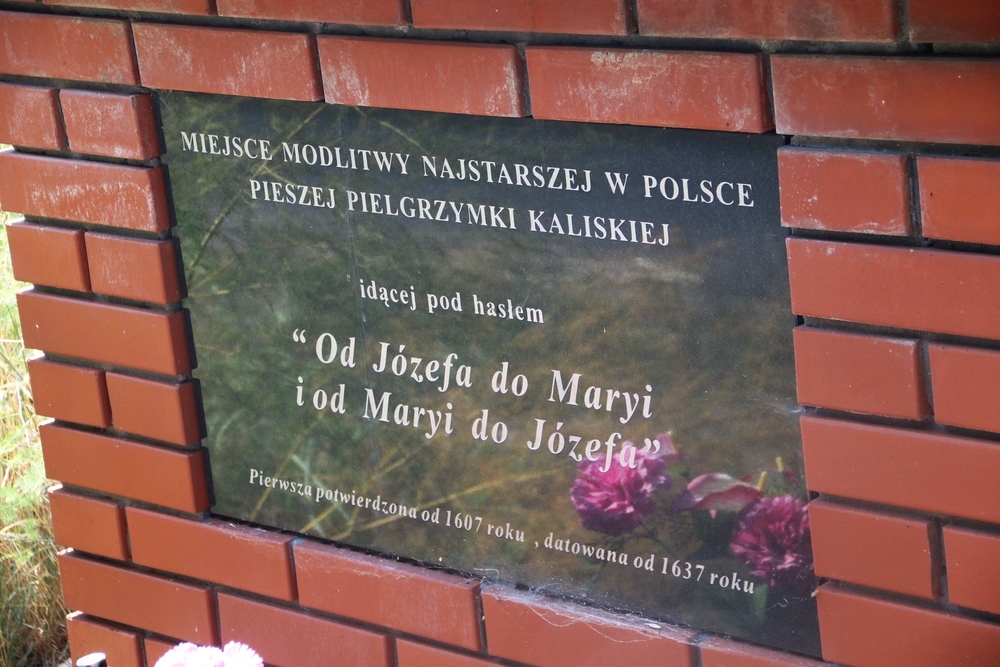 MIEJSCE MODLITWY NAJSTARSZEJ W POLSCE
PIESZEJ PIELGRZYMKI KALISKIEJ
idącej pod hasłem
“Od Józefa do Maryi
i od Maryi do Józefa”
Pierwsza potwierdzona od 1607 roku , datowana od 1637 roku